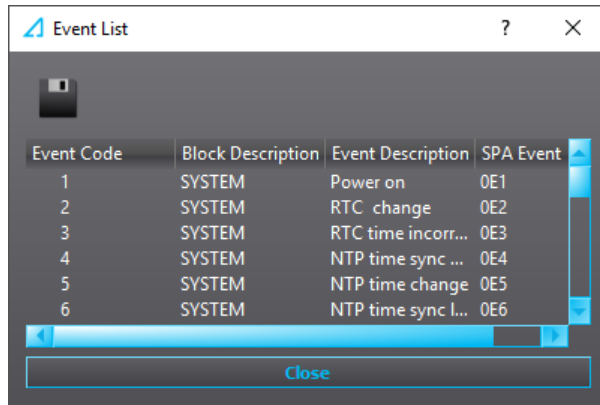 Event List ?
Event Code Block Description Event Description SPA Event
1 SYSTEM Power on 0E1
2 SYSTEM RTC change 0E2
3 SYSTEM RTC time incorr... 0E3
4 SYSTEM NTP time sync ... 0E4
5 SYSTEM NTP time change 0E5
6 SYSTEM NTP time sync l... 0E6
Close